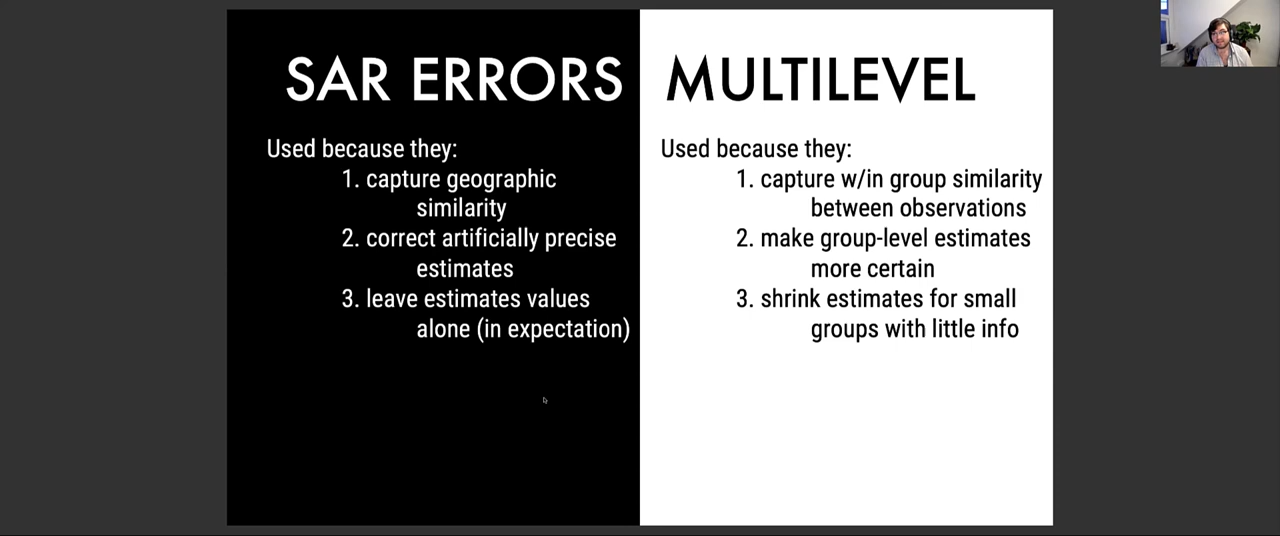 SAR ERRORS
Used because they:
1. capture geographic
similarity
2. correct artificially precise
estimates
3. leave estimates values
alone (in expectation)
MULTILEVEL
Used because they:
1. capture w/in group similarity
between observations
2. make group-level estimates
more certain
3. shrink estimates for small
groups with little info